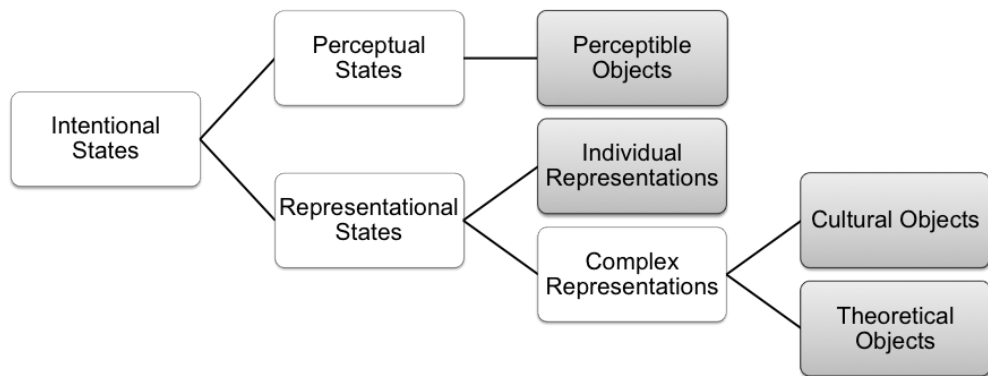 Perceptual
States
Perceptible
Objects
Intentional
States
Individual
Representations
Representational
States
Cultural Objects
Complex
Representations
Theoretical
Objects